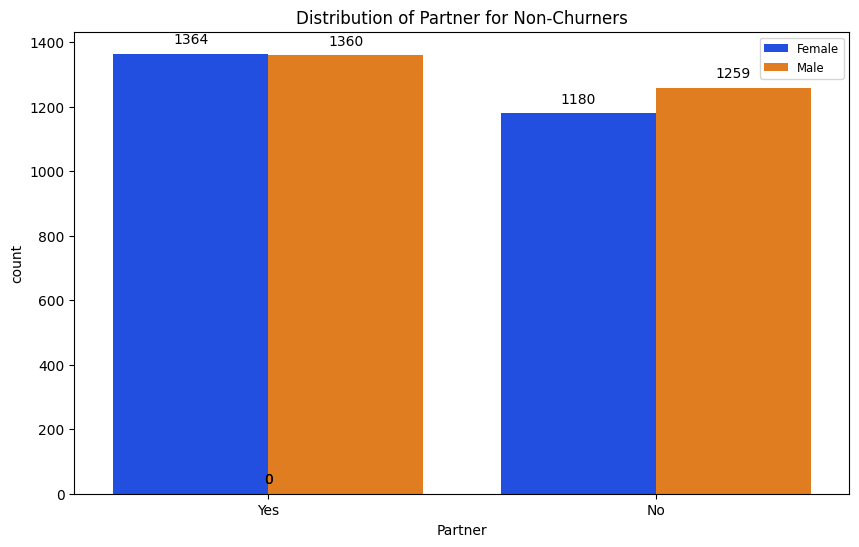 Distribution of Partner for Non-Churners
1364
1360
1180
1259
Female
Male
1400
1200
1000
800
600
400
200
0
0
count
Yes
No
Partner